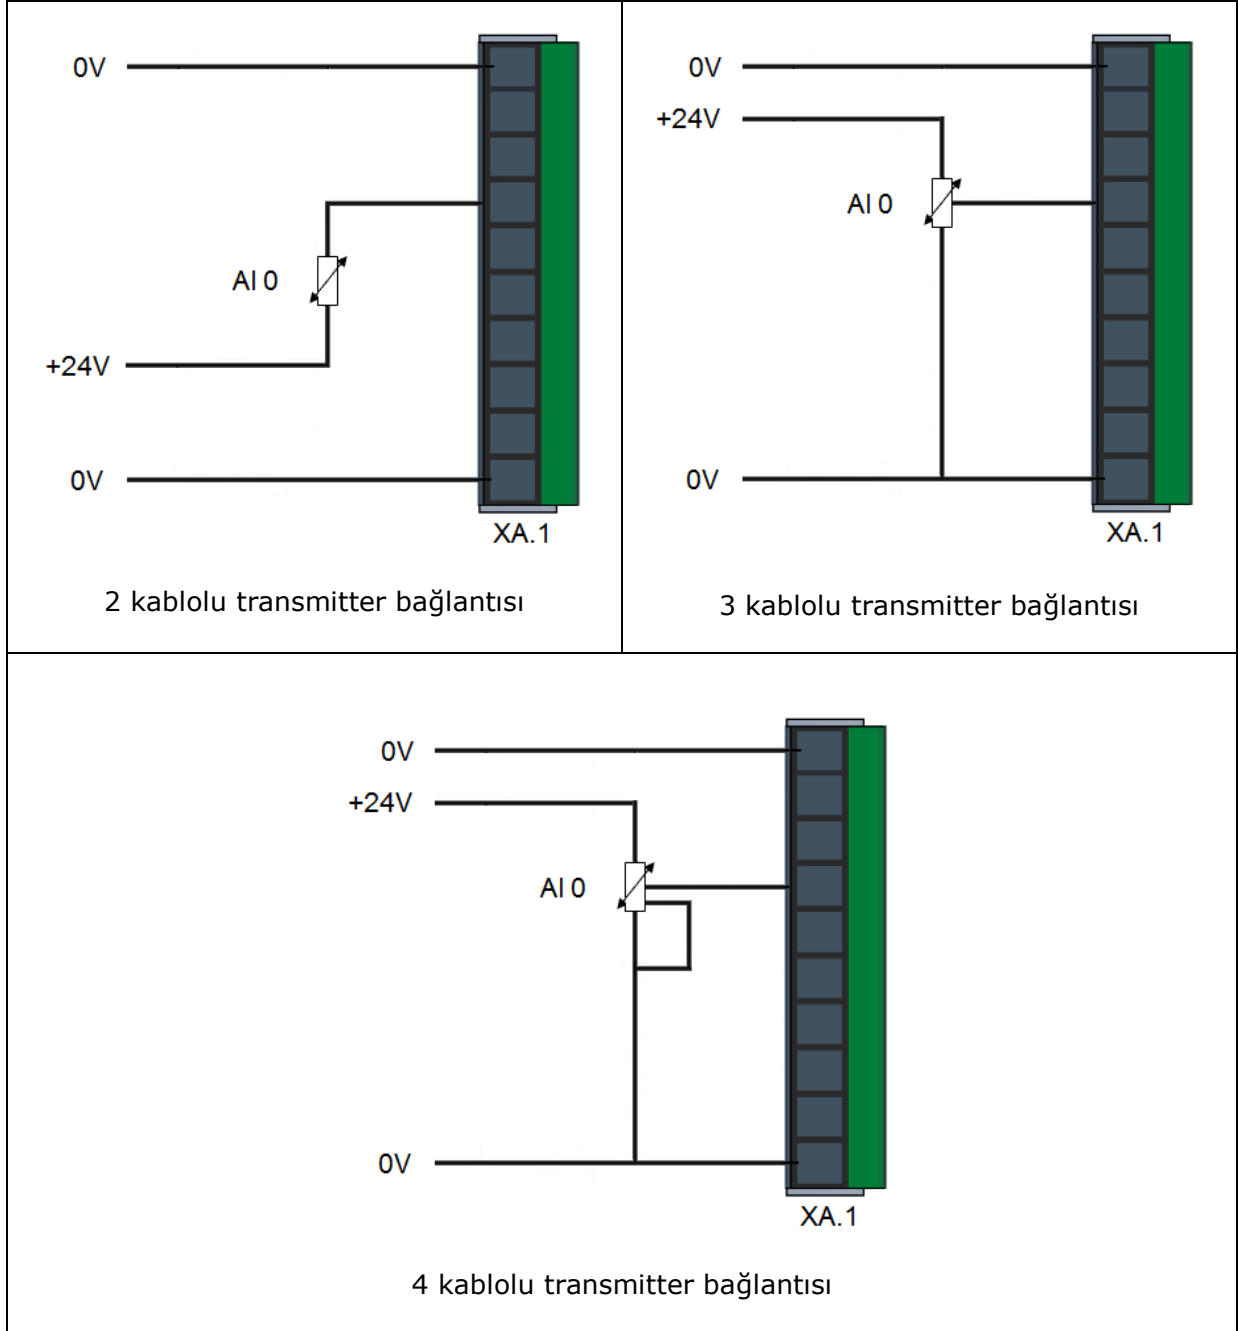 0V
AI 0
+24V
0V
XA.1
2 kablolu transmitter bağlantısı
0V
+24V
AI 0
0V
XA.1
3 kablolu transmitter bağlantısı
0V
+24V
AI 0
0V
XA.1
4 kablolu transmitter bağlantısı